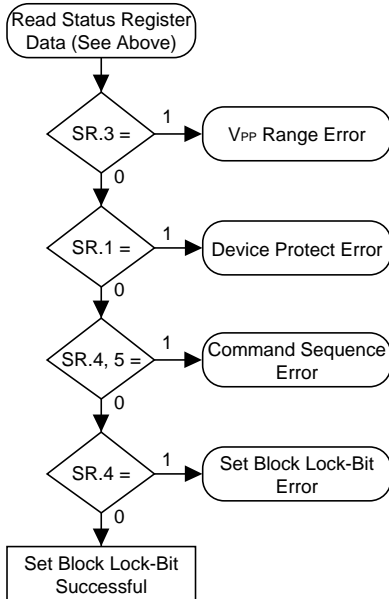 Read Status Register
Data (See Above)
SR.3 =
1
VPP Range Error
0
SR.1 =
1
Device Protect Error
0
SR.4, 5 =
1
Command Sequence
Error
0
SR.4 =
1
Set Block Lock-Bit
Error
0
Set Block Lock-Bit
Successful